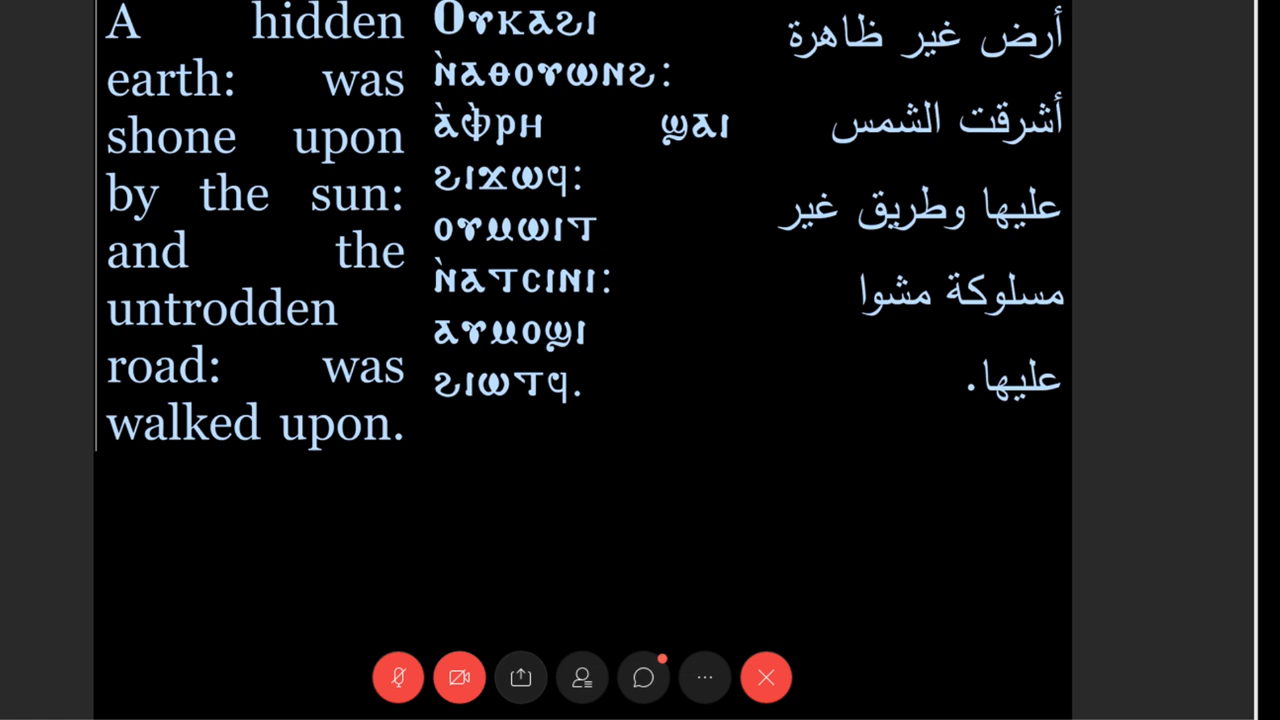 A hidden
earth: was
shone upon
by the sun:
and the
untrodden
road: was
walked upon.
Ⲟⲩⲕⲁϩⲓ
ⲛ̀ⲁⲑⲟⲩⲱⲛϩ:
ⲁ̀ⲫ̀ⲣⲏ ϣⲁⲓ
ϩⲓϫⲱϥ:
ⲟⲩⲙⲱⲓⲧ
ⲛ̀ⲁⲧⲥⲓⲛⲓ:
ⲁⲩⲙⲟϣⲓ
ϩⲓⲱⲧϥ.
أرض غير ظاهرة
أشرقت الشمس
عليها وطريق غير
مسلوكة مشوا
عليها.